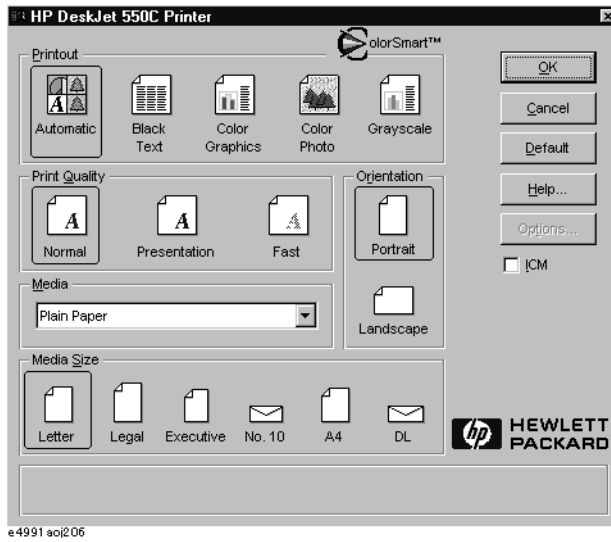 HP DeskJet 550C Printer
ColorSmart™
Printout
Automatic
Black Text
Color Graphics
Color Photo
Grayscale
Print Quality
Normal
Presentation
Fast
Orientation
Portrait
Landscape
Media
Plain Paper
Media Size
Letter
Legal
Executive
No. 10
A4
DL
OK
Cancel
Default
Help...
Options...
ICM
hp HEWLETT
PACKARD
e4991aoj206